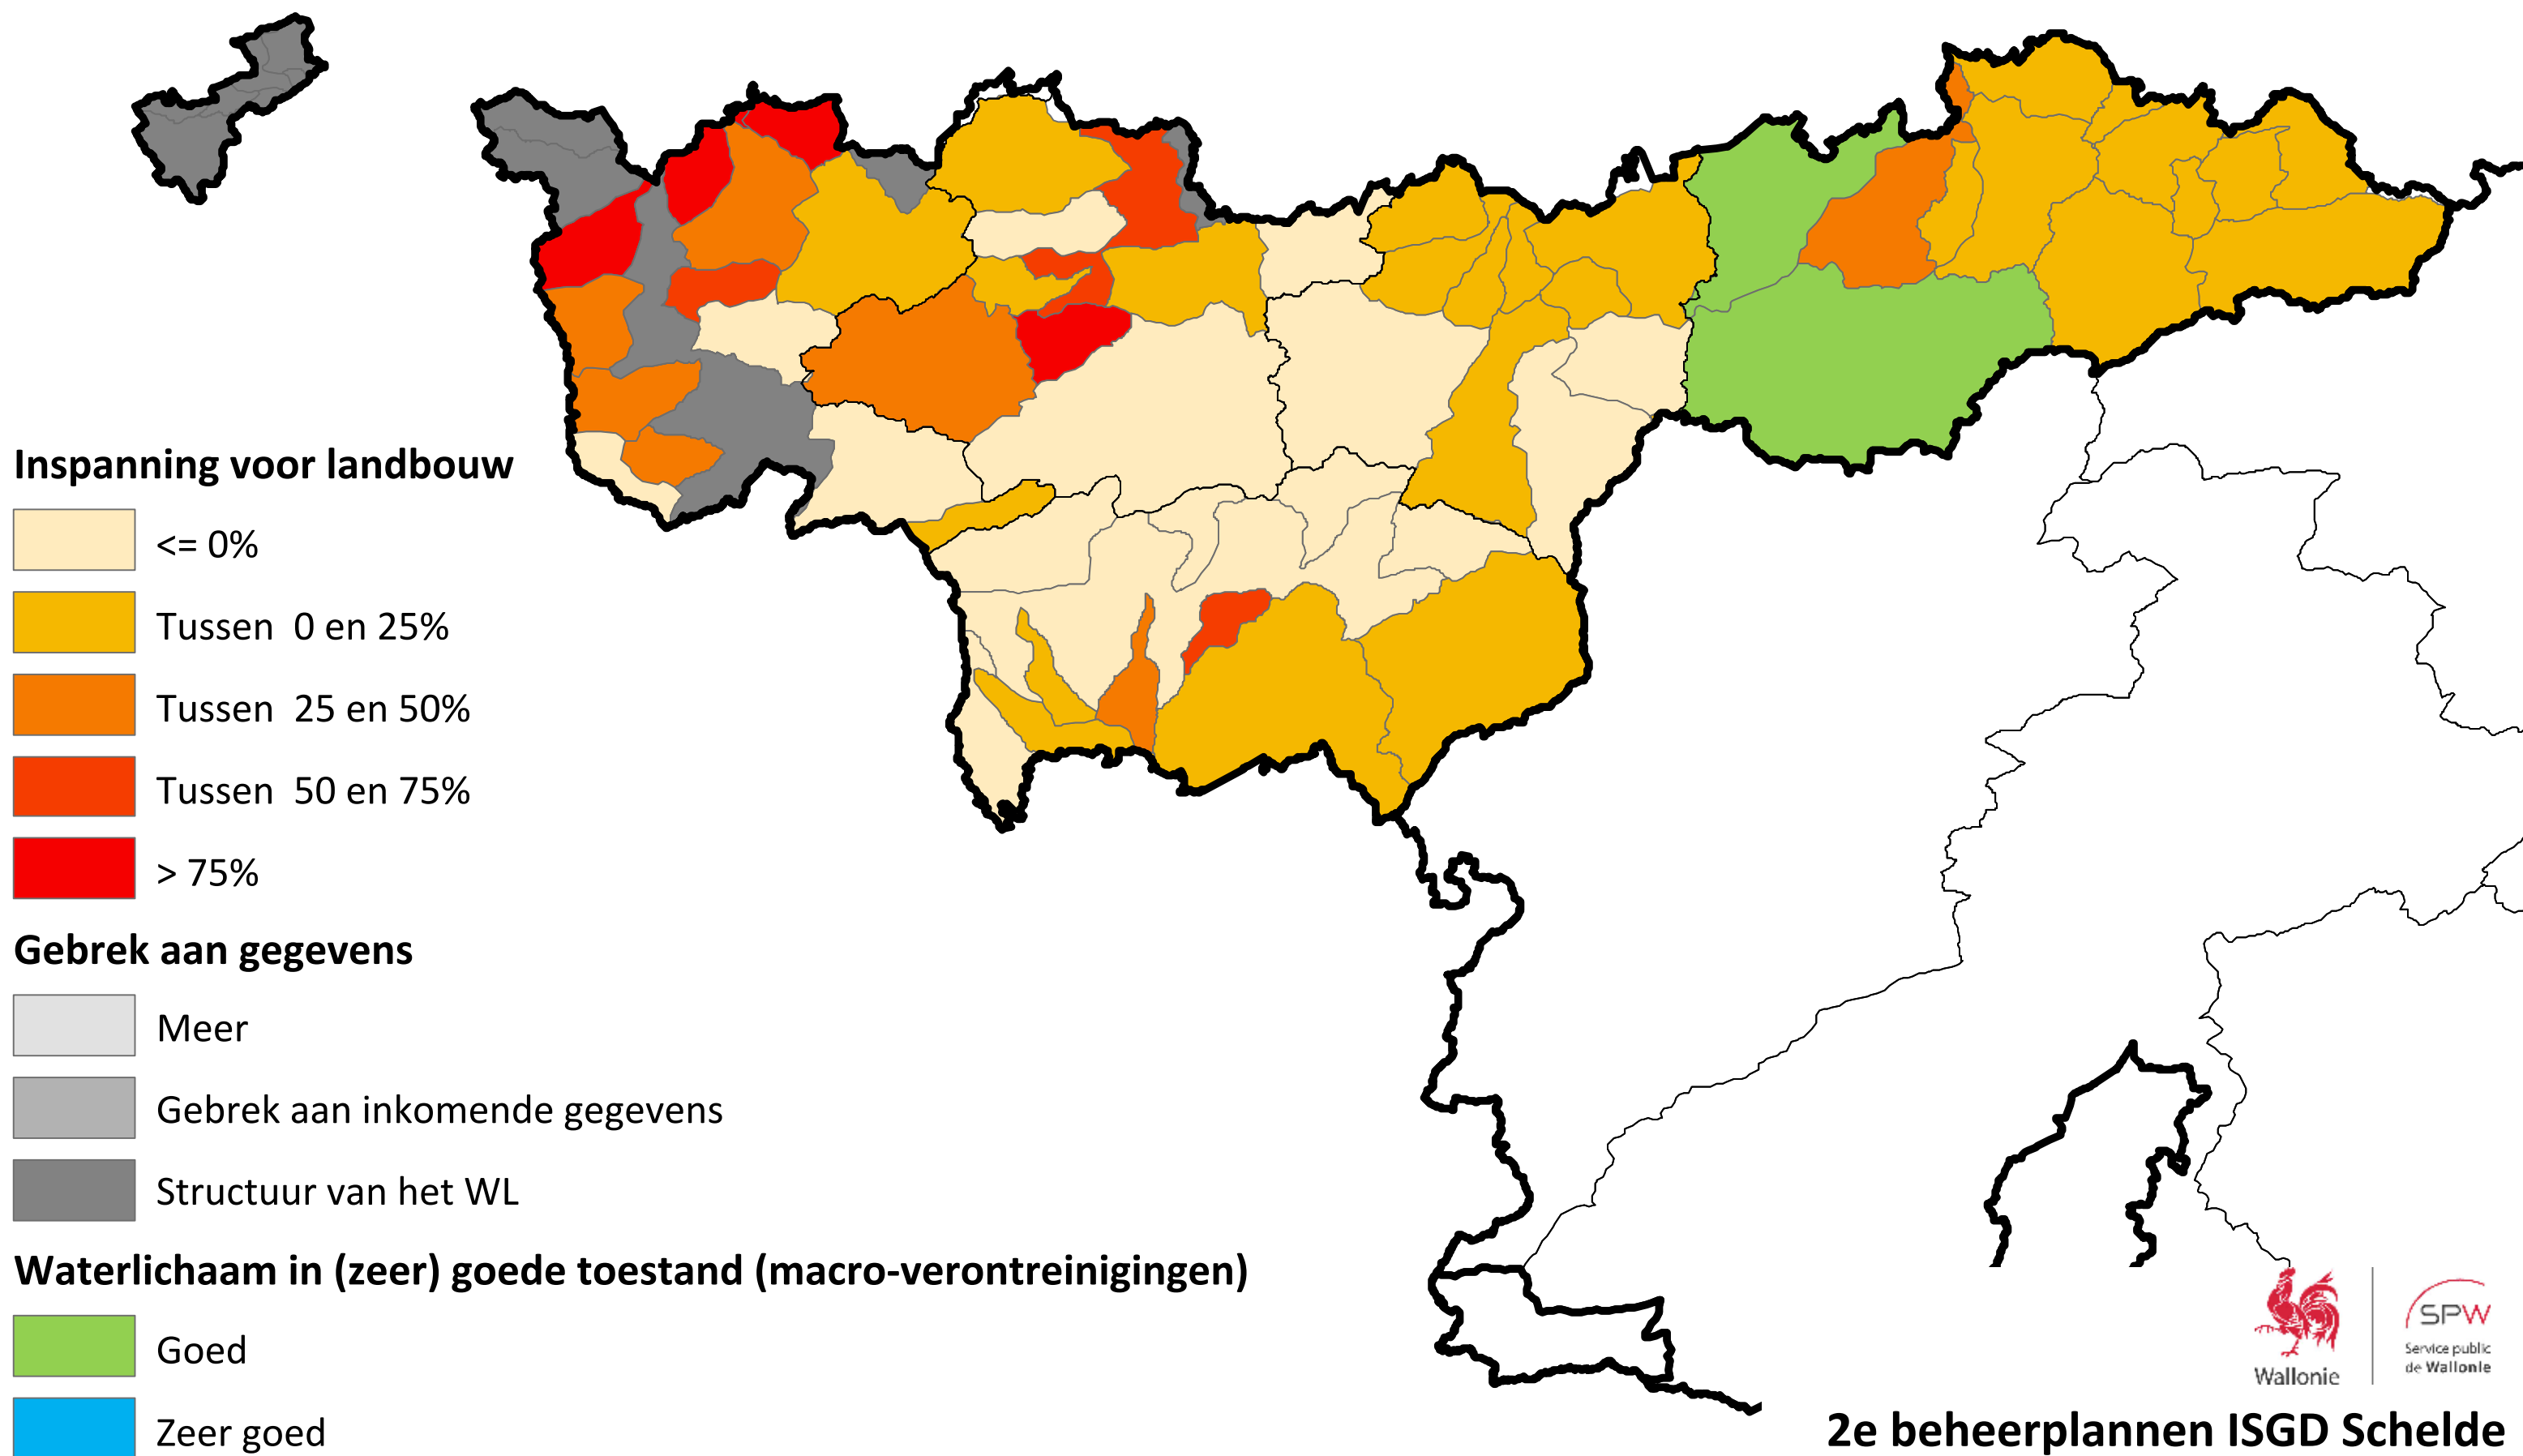 Inspanning voor landbouw
<= 0%
Tussen  0 en 25%
Tussen  25 en 50%
Tussen  50 en 75%
> 75%
Gebrek aan gegevens
Meer
Gebrek aan inkomende gegevens
Structuur van het WL
Waterlichaam in (zeer) goede toestand (macro-verontreinigingen)
Goed
Zeer goed
Wallonie
SPW
Service public
de Wallonie
2e beheerplannen ISGD Schelde